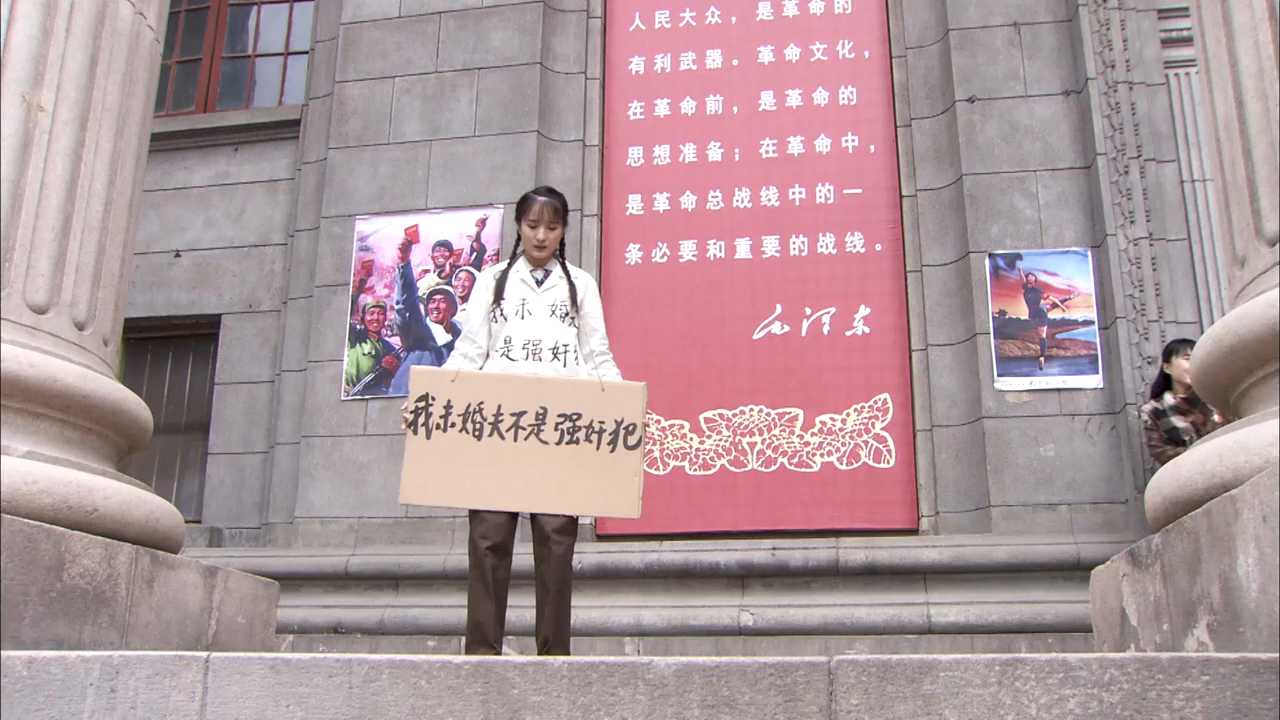 人民大众，是革命的
有利武器。革命文化，
在革命前，是革命的
思想准备；在革命中，
是革命总战线中的一
条必要和重要的战线。
毛泽东
我未婚
是强奸犯
我未婚夫不是强奸犯